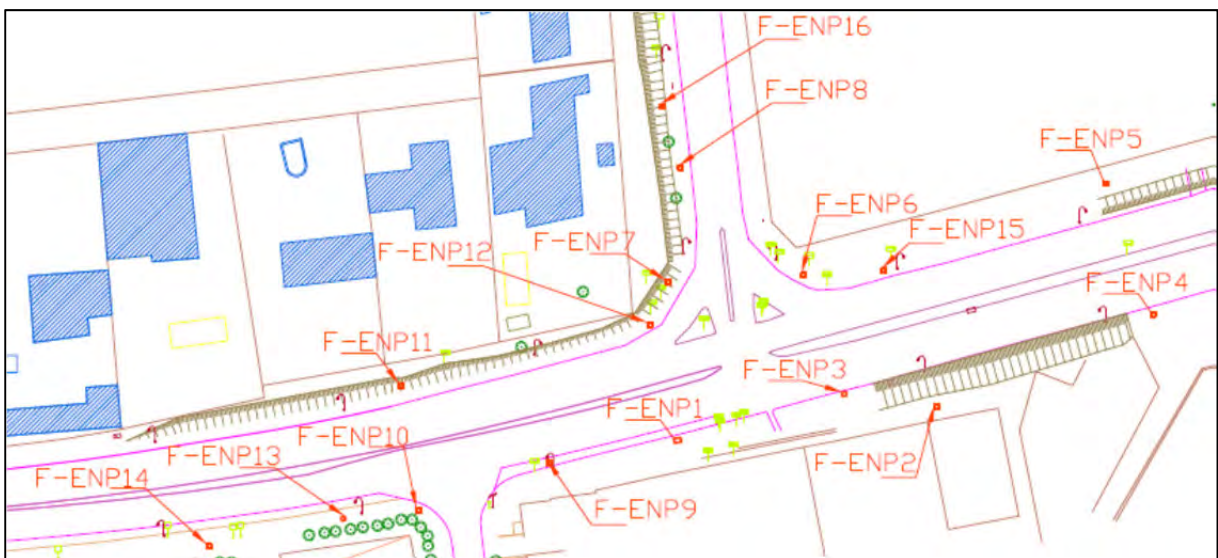 F-ENP16
F-ENP8
F-ENP5
F-ENP6
F-ENP15
F-ENP7
F-ENP12
F-ENP4
F-ENP11
F-ENP3
F-ENP1
F-ENP10
F-ENP13
F-ENP14
F-ENP2
F-ENP9